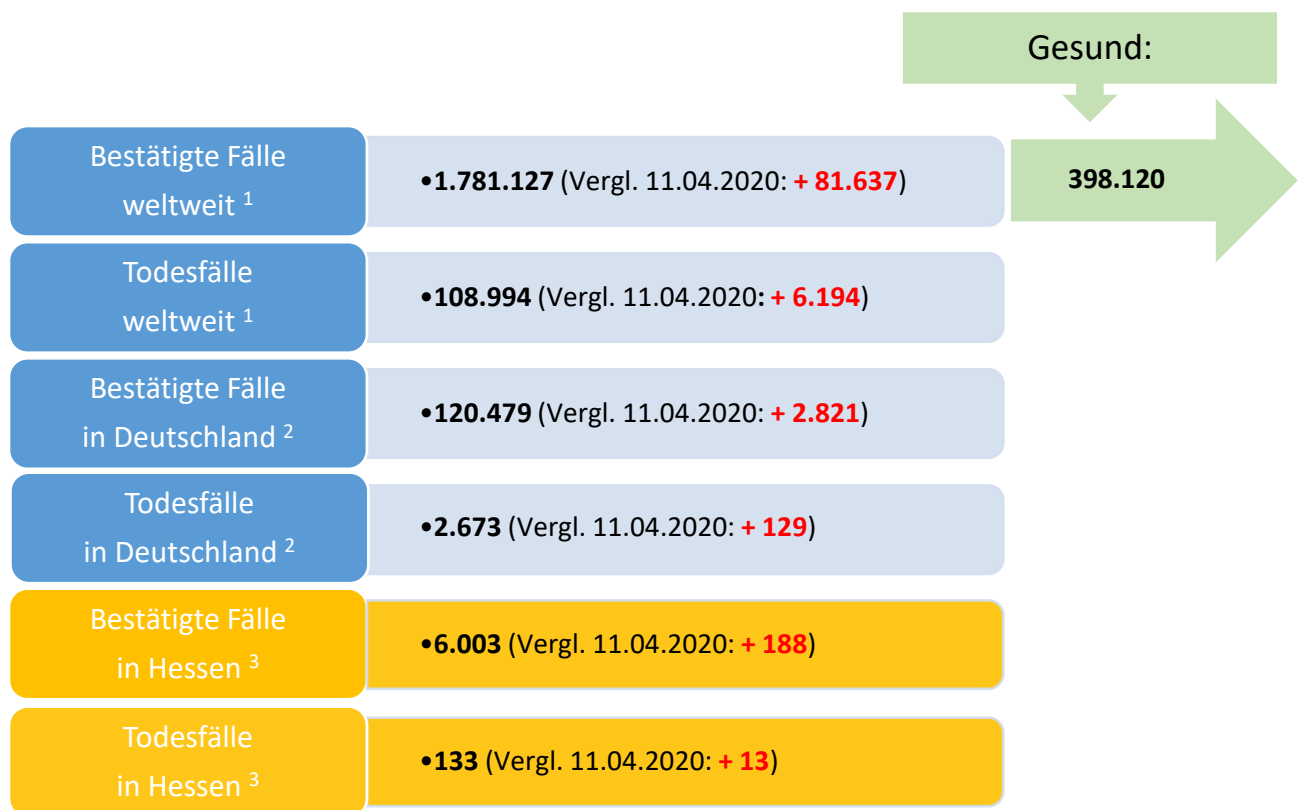 Gesund:
Bestätigte Fälle
weltweit ¹
•1.781.127 (Vergl. 11.04.2020: + 81.637)
398.120
Todesfälle
weltweit ¹
•108.994 (Vergl. 11.04.2020: + 6.194)
Bestätigte Fälle
in Deutschland ²
•120.479 (Vergl. 11.04.2020: + 2.821)
Todesfälle
in Deutschland ²
•2.673 (Vergl. 11.04.2020: + 129)
Bestätigte Fälle
in Hessen ³
•6.003 (Vergl. 11.04.2020: + 188)
Todesfälle
in Hessen ³
•133 (Vergl. 11.04.2020: + 13)